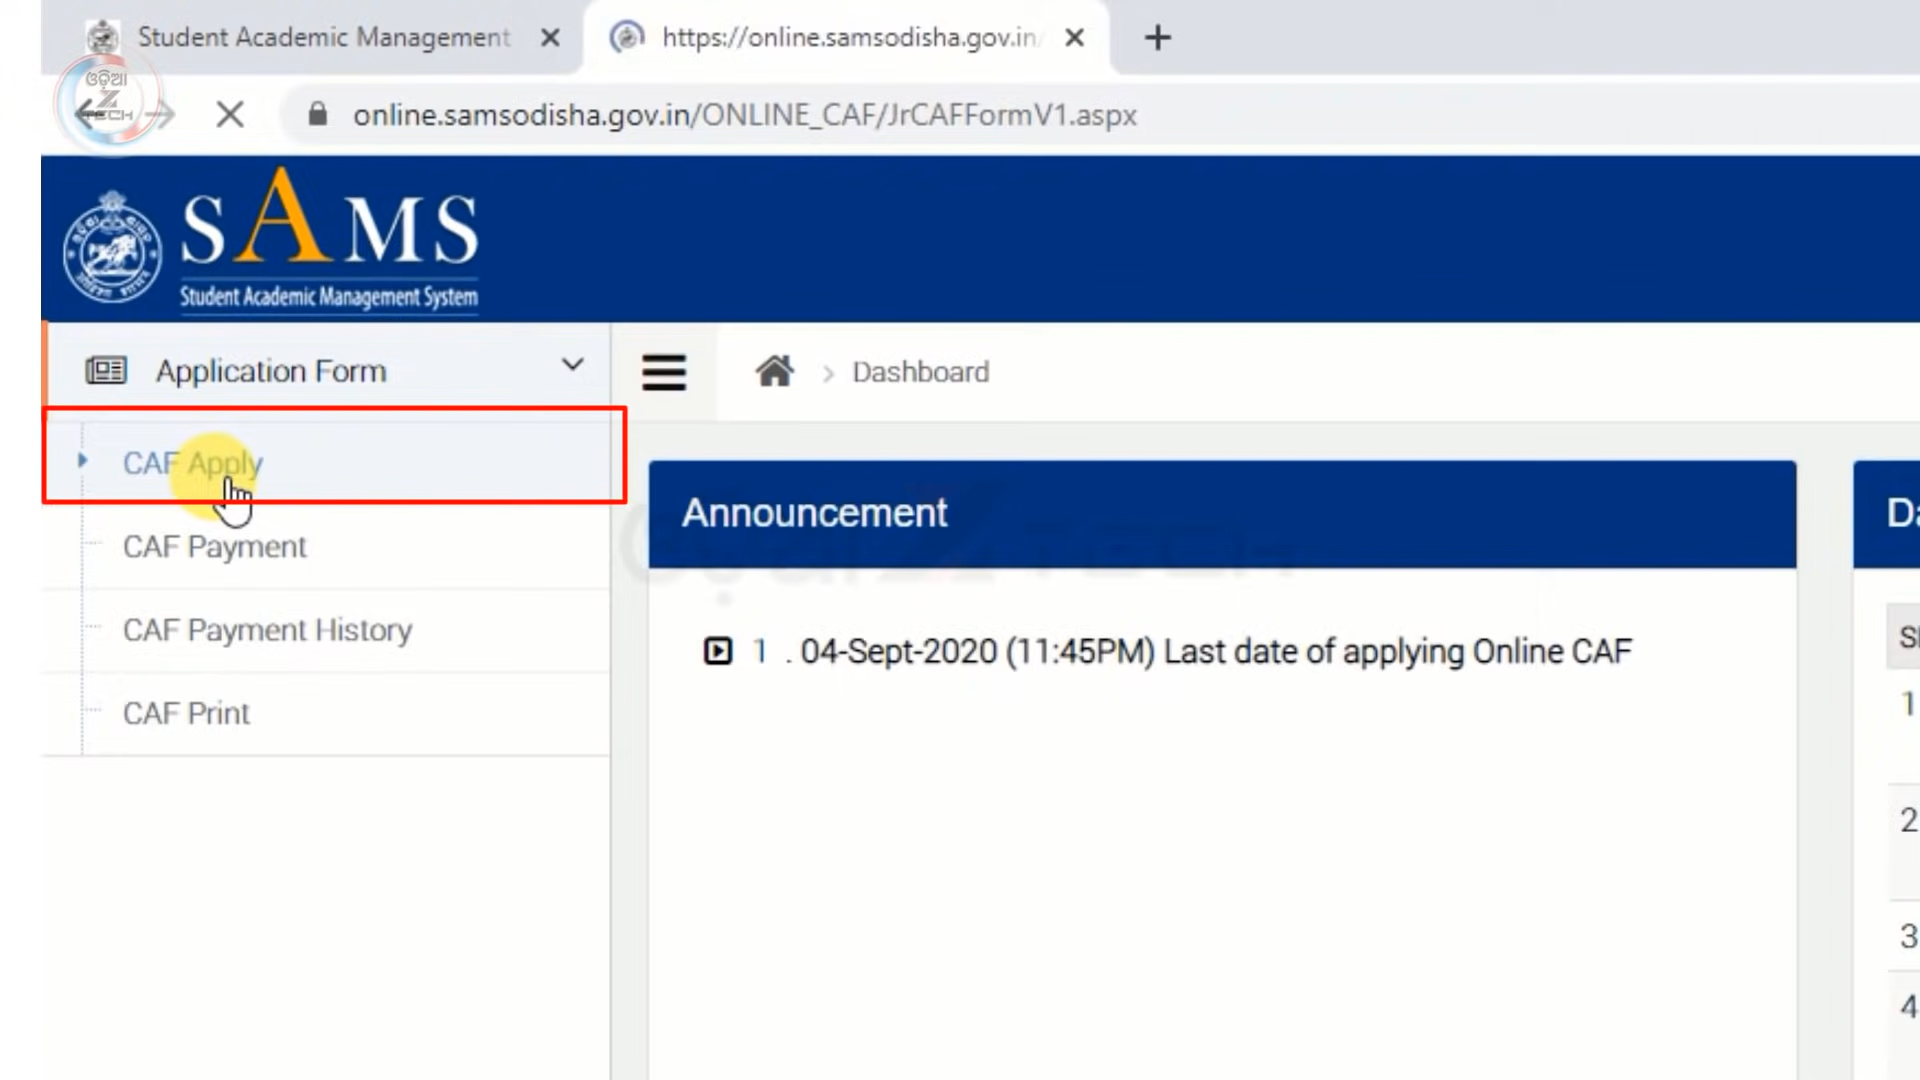 Student Academic Management
https://online.samsodisha.gov.in/
ଓଡ଼ିଆ
Z
TECH
online.samsodisha.gov.in/ONLINE_CAF/JrCAFFormV1.aspx
SAMS
Student Academic Management System
Application Form
Dashboard
CAF Apply
CAF Payment
CAF Payment History
CAF Print
Announcement
1 . 04-Sept-2020 (11:45PM) Last date of applying Online CAF
1
2
3
4